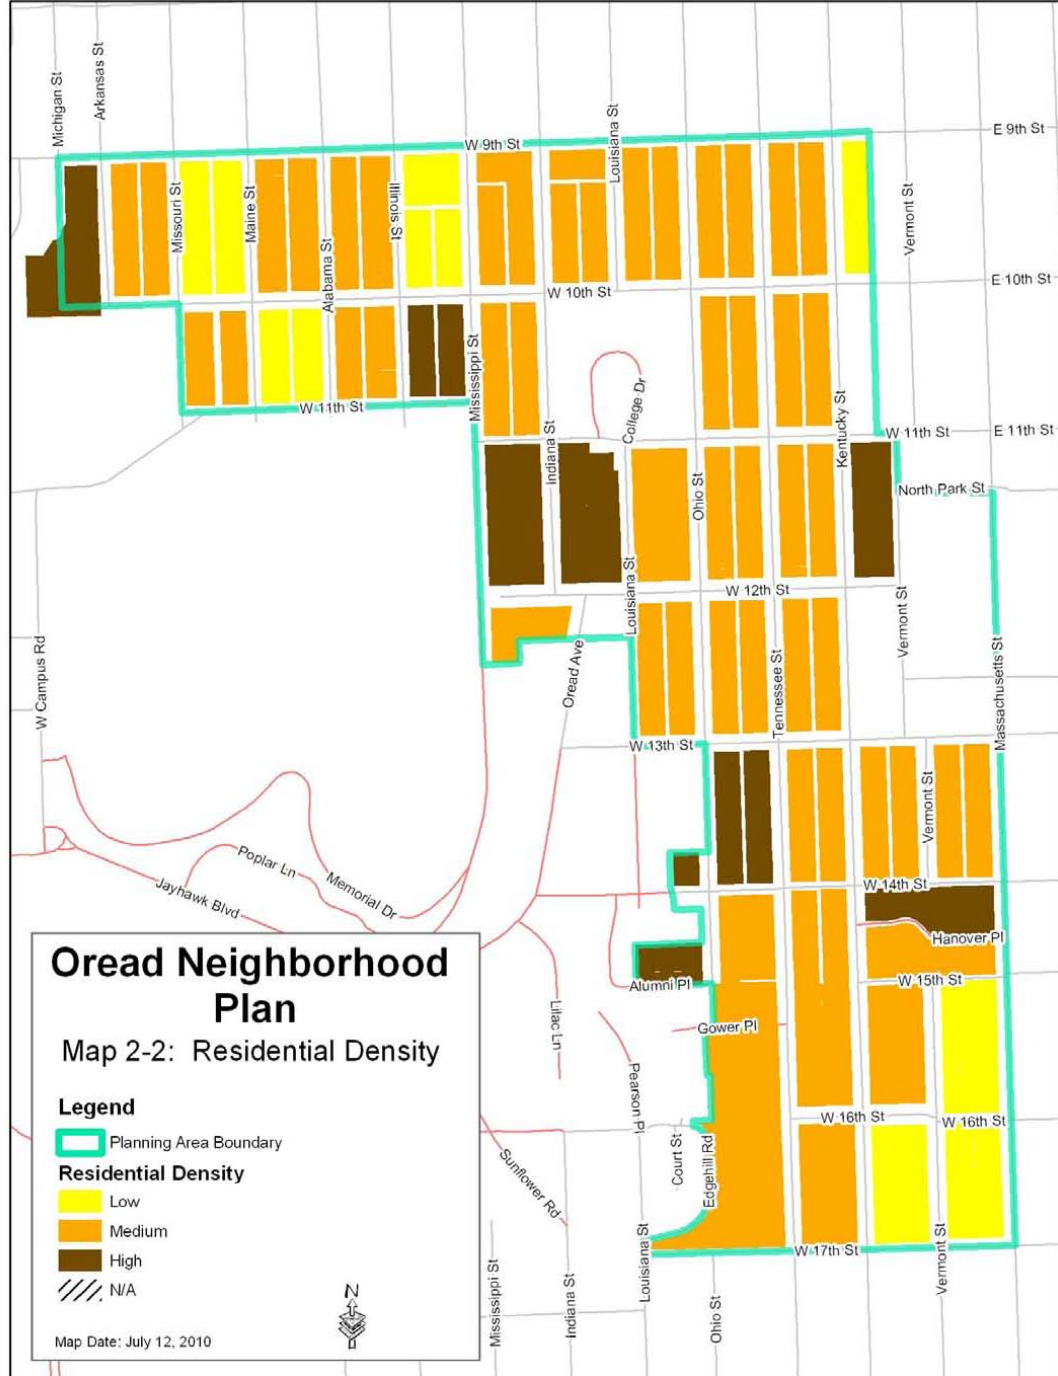 Michigan St
Arkansas St
Louisiana St
E 9th St
W 9th St
Missouri St
Maine St
Alabama St
Illinois St
Vermont St
E 10th St
W 10th St
Mississippi St
College Dr
Kentucky St
W 11th St
W 11th St
E 11th St
Indiana St
Ohio St
North Park St
Louisiana St
W 12th St
Vermont St
W Campus Rd
Oread Ave
Tennessee St
Massachusetts St
W 13th St
Vermont St
Poplar Ln
Memorial Dr
Jayhawk Blvd
W 14th St
Hanover Pl
W 15th St
Alumni Pl
Lilac Ln
Gower Pl
Pearson Pl
W 16th St
W 16th St
Court St
Edgehill Rd
Sunflower Rd
W 17th St
Louisiana St
Vermont St
Mississippi St
Indiana St
Ohio St
Oread Neighborhood
Plan
Map 2-2: Residential Density
Legend
Planning Area Boundary
Residential Density
Low
Medium
High
N/A
N
Map Date: July 12, 2010